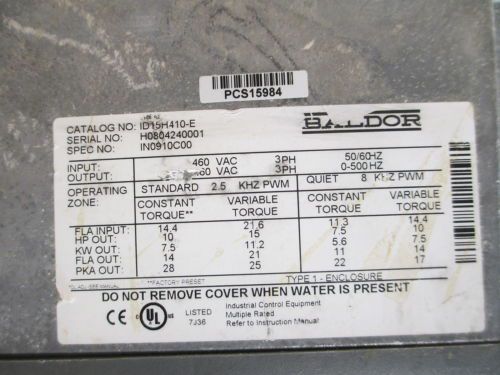 PCS15984
BALDOR
CATALOG NO: ID15H410-E
SERIAL NO: H0804240001
SPEC NO: IN0910C00
INPUT: 460 VAC 3PH 50/60HZ
OUTPUT: 460 VAC 3PH 0-500 HZ
OPERATING ZONE: STANDARD 2.5 KHZ PWM QUIET 8 KHZ PWM
CONSTANT TORQUE** VARIABLE TORQUE CONSTANT TORQUE VARIABLE TORQUE
FLA INPUT: 14.4 21.6 11.3 14.4
HP OUT: 10 15 7.5 10
KW OUT: 7.5 11.2 5.6 7.5
FLA OUT: 14 21 11 14
PKA OUT: 28 25 22 17
**FACTORY PRESET TYPE 1 - ENCLOSURE
DO NOT REMOVE COVER WHEN WATER IS PRESENT
CE UL LISTED 7J36
Industrial Control Equipment
Multiple Rated
Refer to Instruction Manual